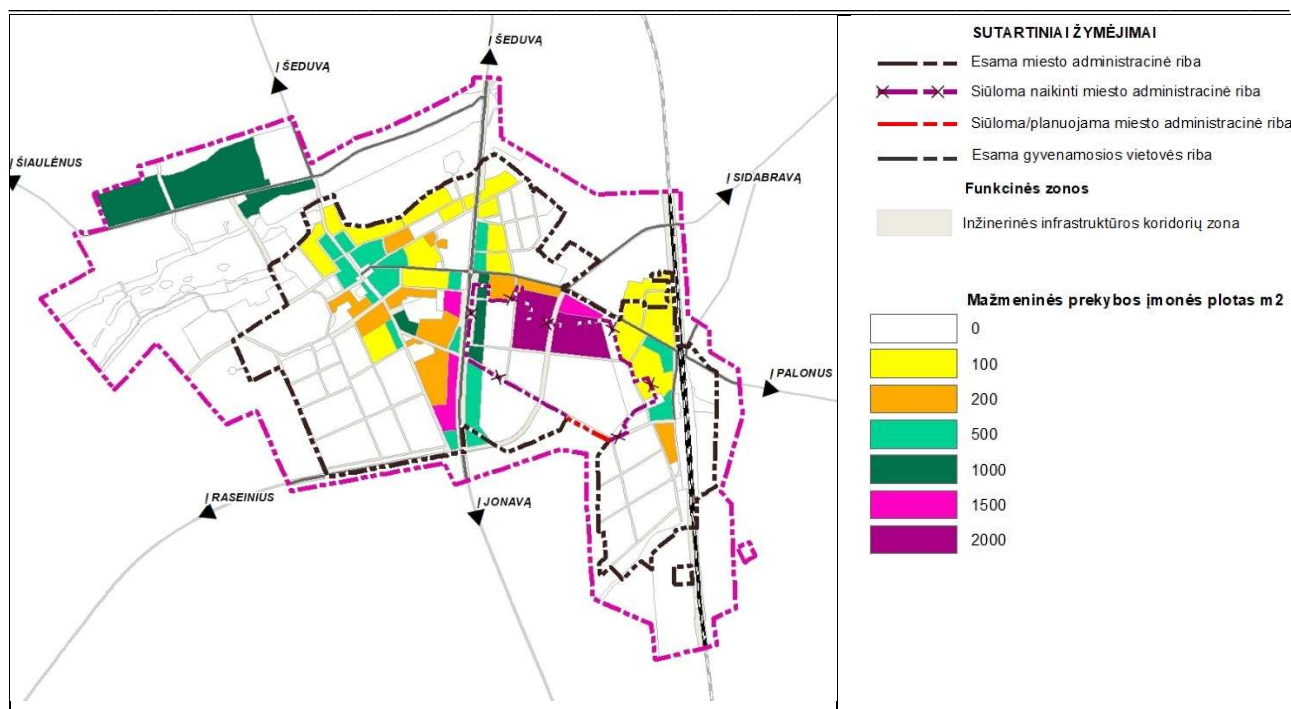 Į ŠEDUVĄ
Į ŠEDUVĄ
Į ŠIAULĖNUS
Į SIDABRAVĄ
Į PALONUS
Į RASEINIUS
Į JONAVĄ
SUTARTINIAI ŽYMĖJIMAI
Esama miesto administracinė riba
Siūloma naikinti miesto administracinė riba
Siūloma/planuojama miesto administracinė riba
Esama gyvenamosios vietovės riba
Funkcinės zonos
Inžinerinės infrastruktūros koridorių zona
Mažmeninės prekybos įmonės plotas m2
0
100
200
500
1000
1500
2000